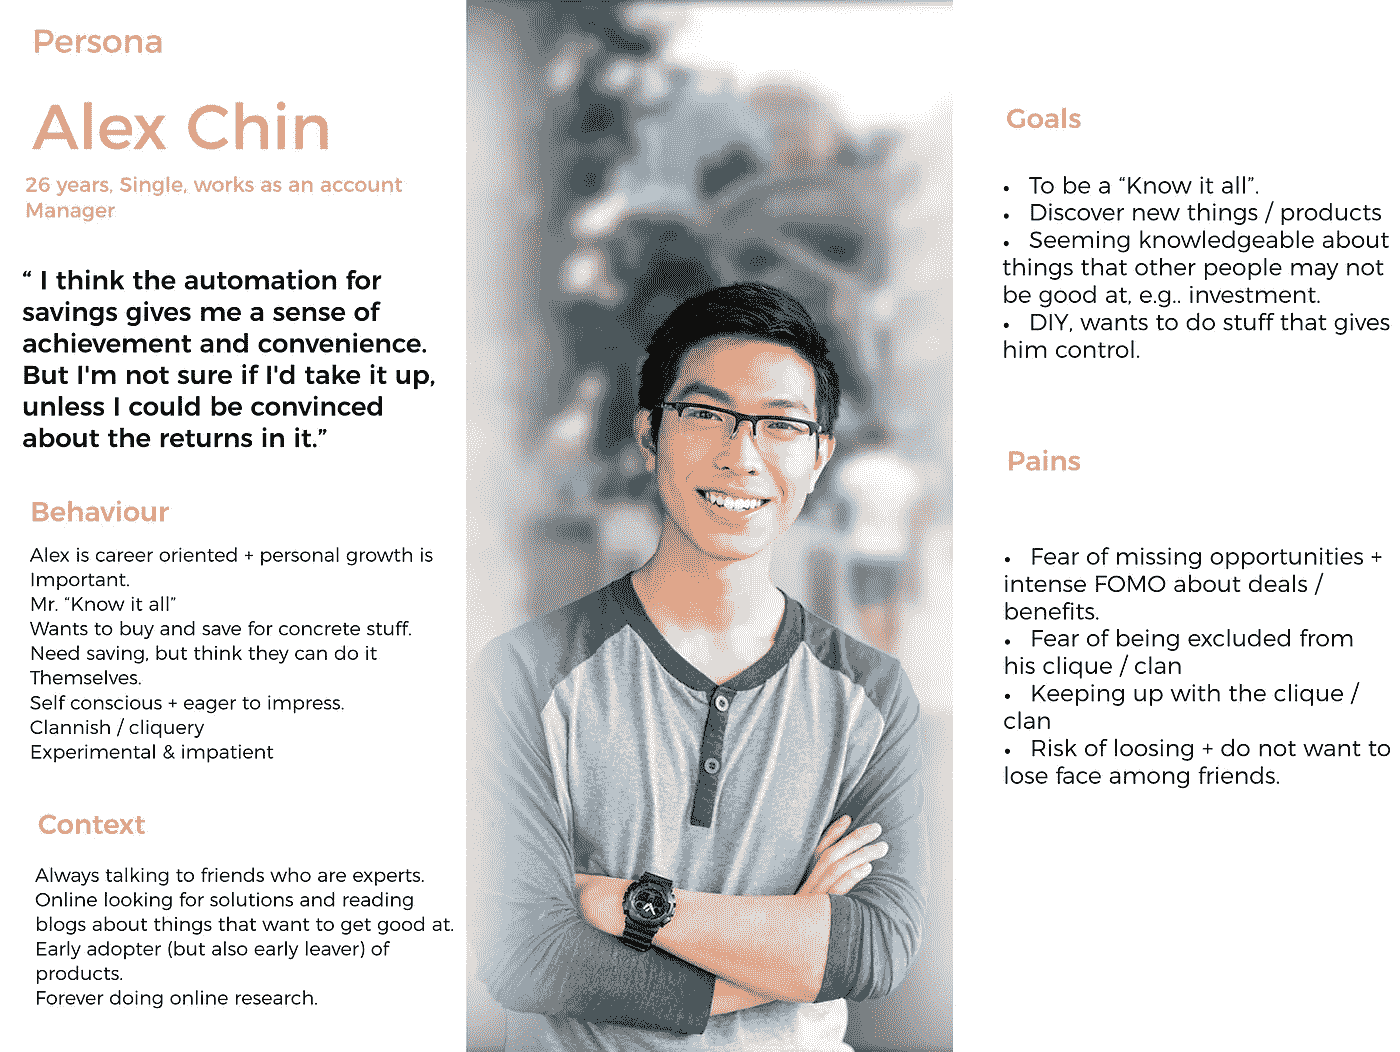 Persona
Alex Chin
26 years, Single, works as an account
Manager
“ I think the automation for
savings gives me a sense of
achievement and convenience.
But I'm not sure if I'd take it up,
unless I could be convinced
about the returns in it.”
Behaviour
Alex is career oriented + personal growth is
Important.
Mr. “Know it all”
Wants to buy and save for concrete stuff.
Need saving, but think they can do it
Themselves.
Self conscious + eager to impress.
Clannish / cliquery
Experimental & impatient
Context
Always talking to friends who are experts.
Online looking for solutions and reading
blogs about things that want to get good at.
Early adopter (but also early leaver) of
products.
Forever doing online research.
Goals
• To be a “Know it all”.
• Discover new things / products
• Seeming knowledgeable about
things that other people may not
be good at, e.g.. investment.
• DIY, wants to do stuff that gives
him control.
Pains
• Fear of missing opportunities +
intense FOMO about deals /
benefits.
• Fear of being excluded from
his clique / clan
• Keeping up with the clique /
clan
• Risk of loosing + do not want to
lose face among friends.